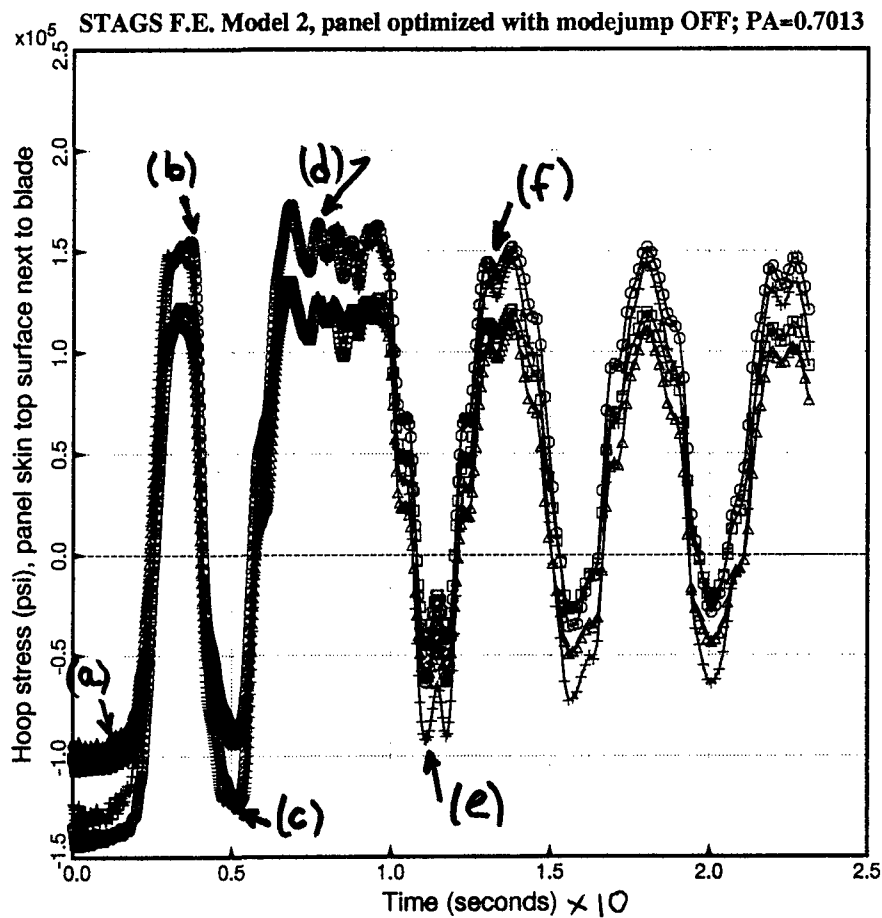 STAGS F.E. Model 2, panel optimized with modejump OFF; PA=0.7013
x10⁵
Hoop stress (psi), panel skin top surface next to blade
2.5
2.0
1.5
1.0
0.5
0.0
-0.5
-1.0
-1.5
(b)
(d)
(f)
(a)
(c)
(e)
0.0 0.5 1.0 1.5 2.0 2.5
Time (seconds) × 10